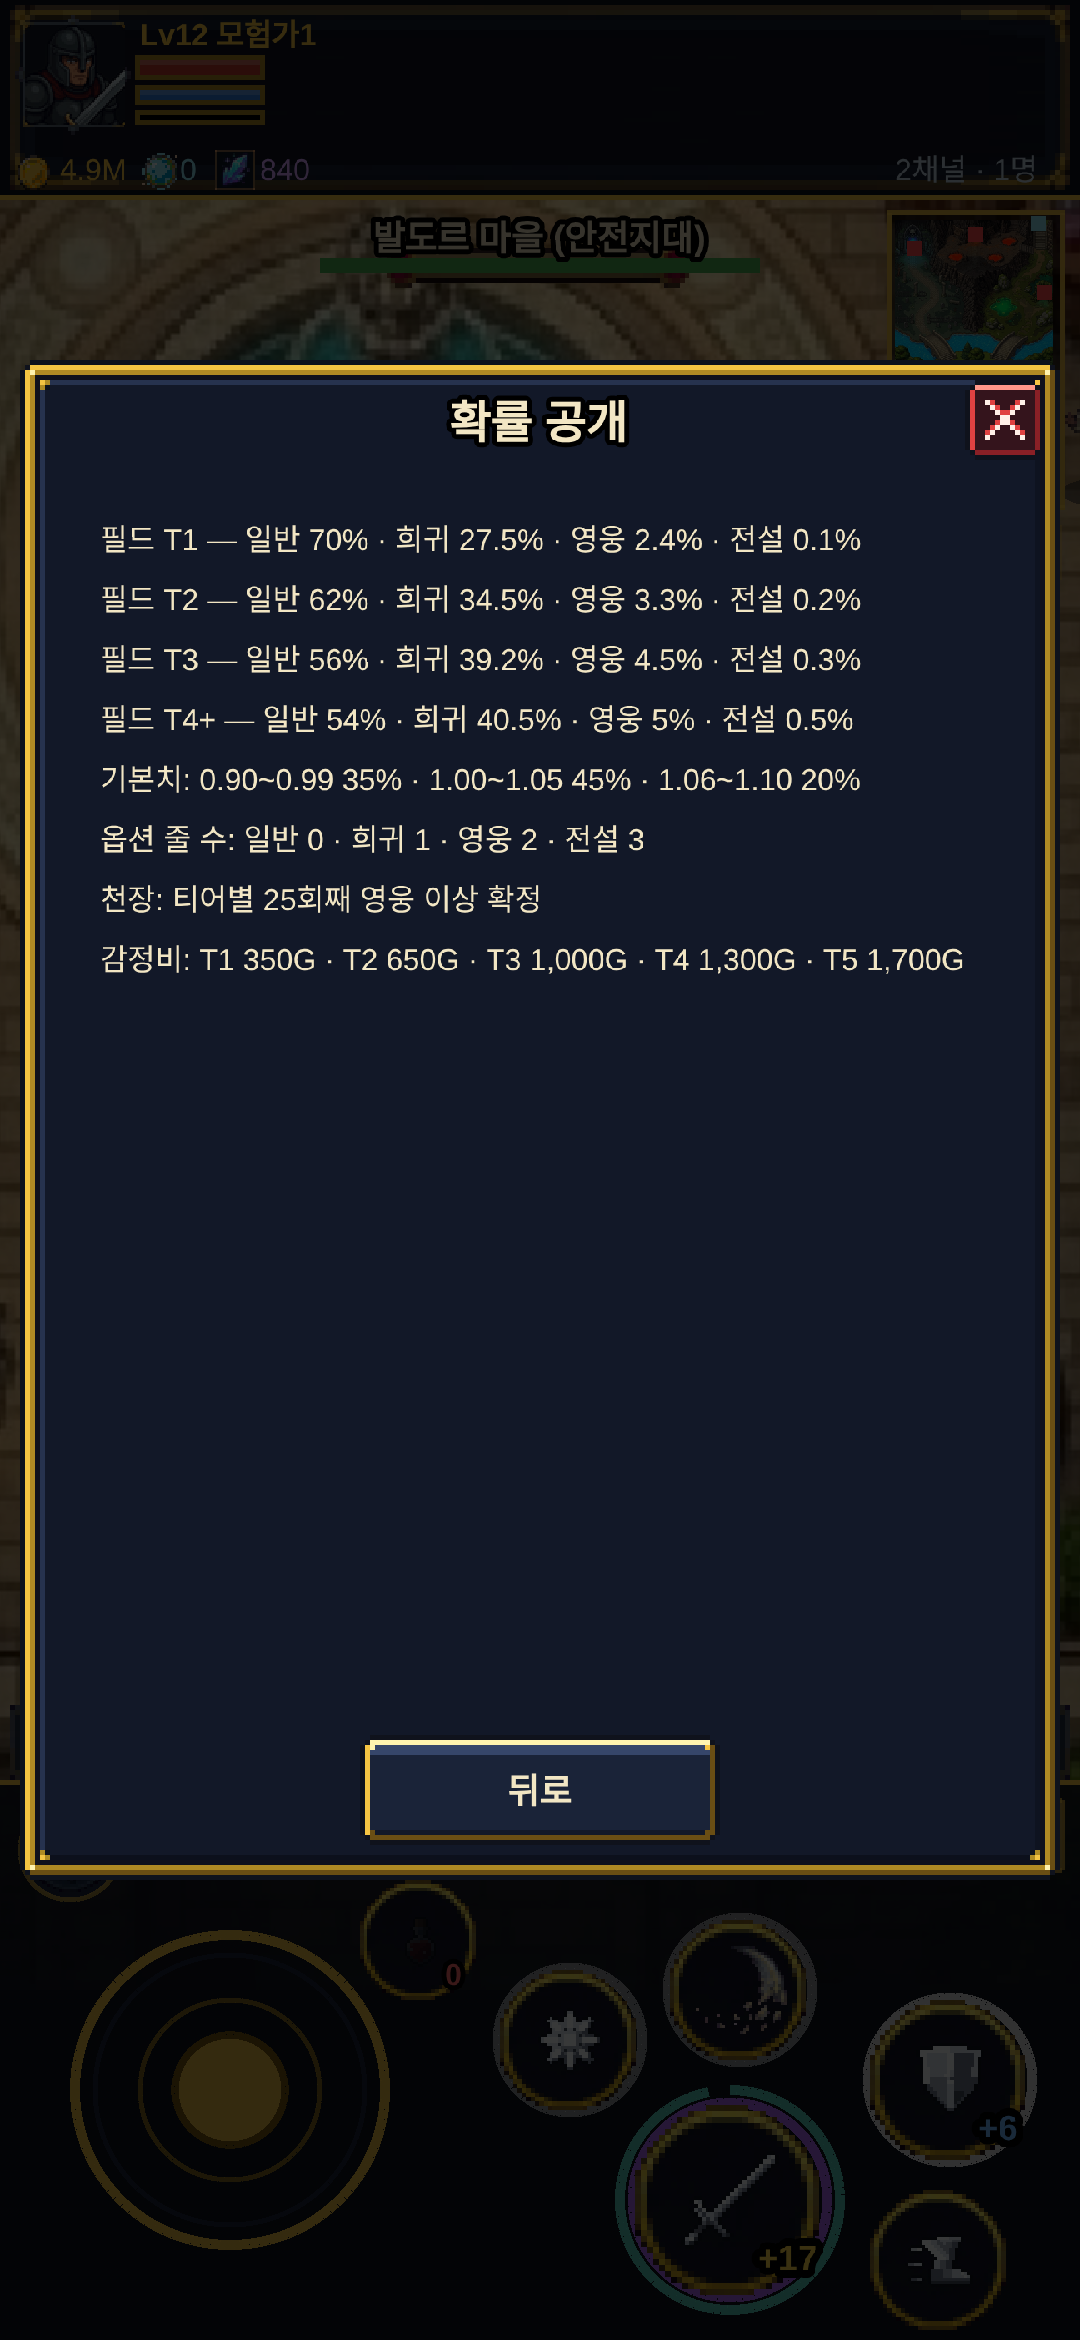 Lv12 모험가1
4.9M 0 840 2채널 · 1명
발도르 마을 (안전지대)
확률 공개
필드 T1 — 일반 70% · 희귀 27.5% · 영웅 2.4% · 전설 0.1%
필드 T2 — 일반 62% · 희귀 34.5% · 영웅 3.3% · 전설 0.2%
필드 T3 — 일반 56% · 희귀 39.2% · 영웅 4.5% · 전설 0.3%
필드 T4+ — 일반 54% · 희귀 40.5% · 영웅 5% · 전설 0.5%
기본치: 0.90~0.99 35% · 1.00~1.05 45% · 1.06~1.10 20%
옵션 줄 수: 일반 0 · 희귀 1 · 영웅 2 · 전설 3
천장: 티어별 25회째 영웅 이상 확정
감정비: T1 350G · T2 650G · T3 1,000G · T4 1,300G · T5 1,700G
뒤로
0
+6
+17